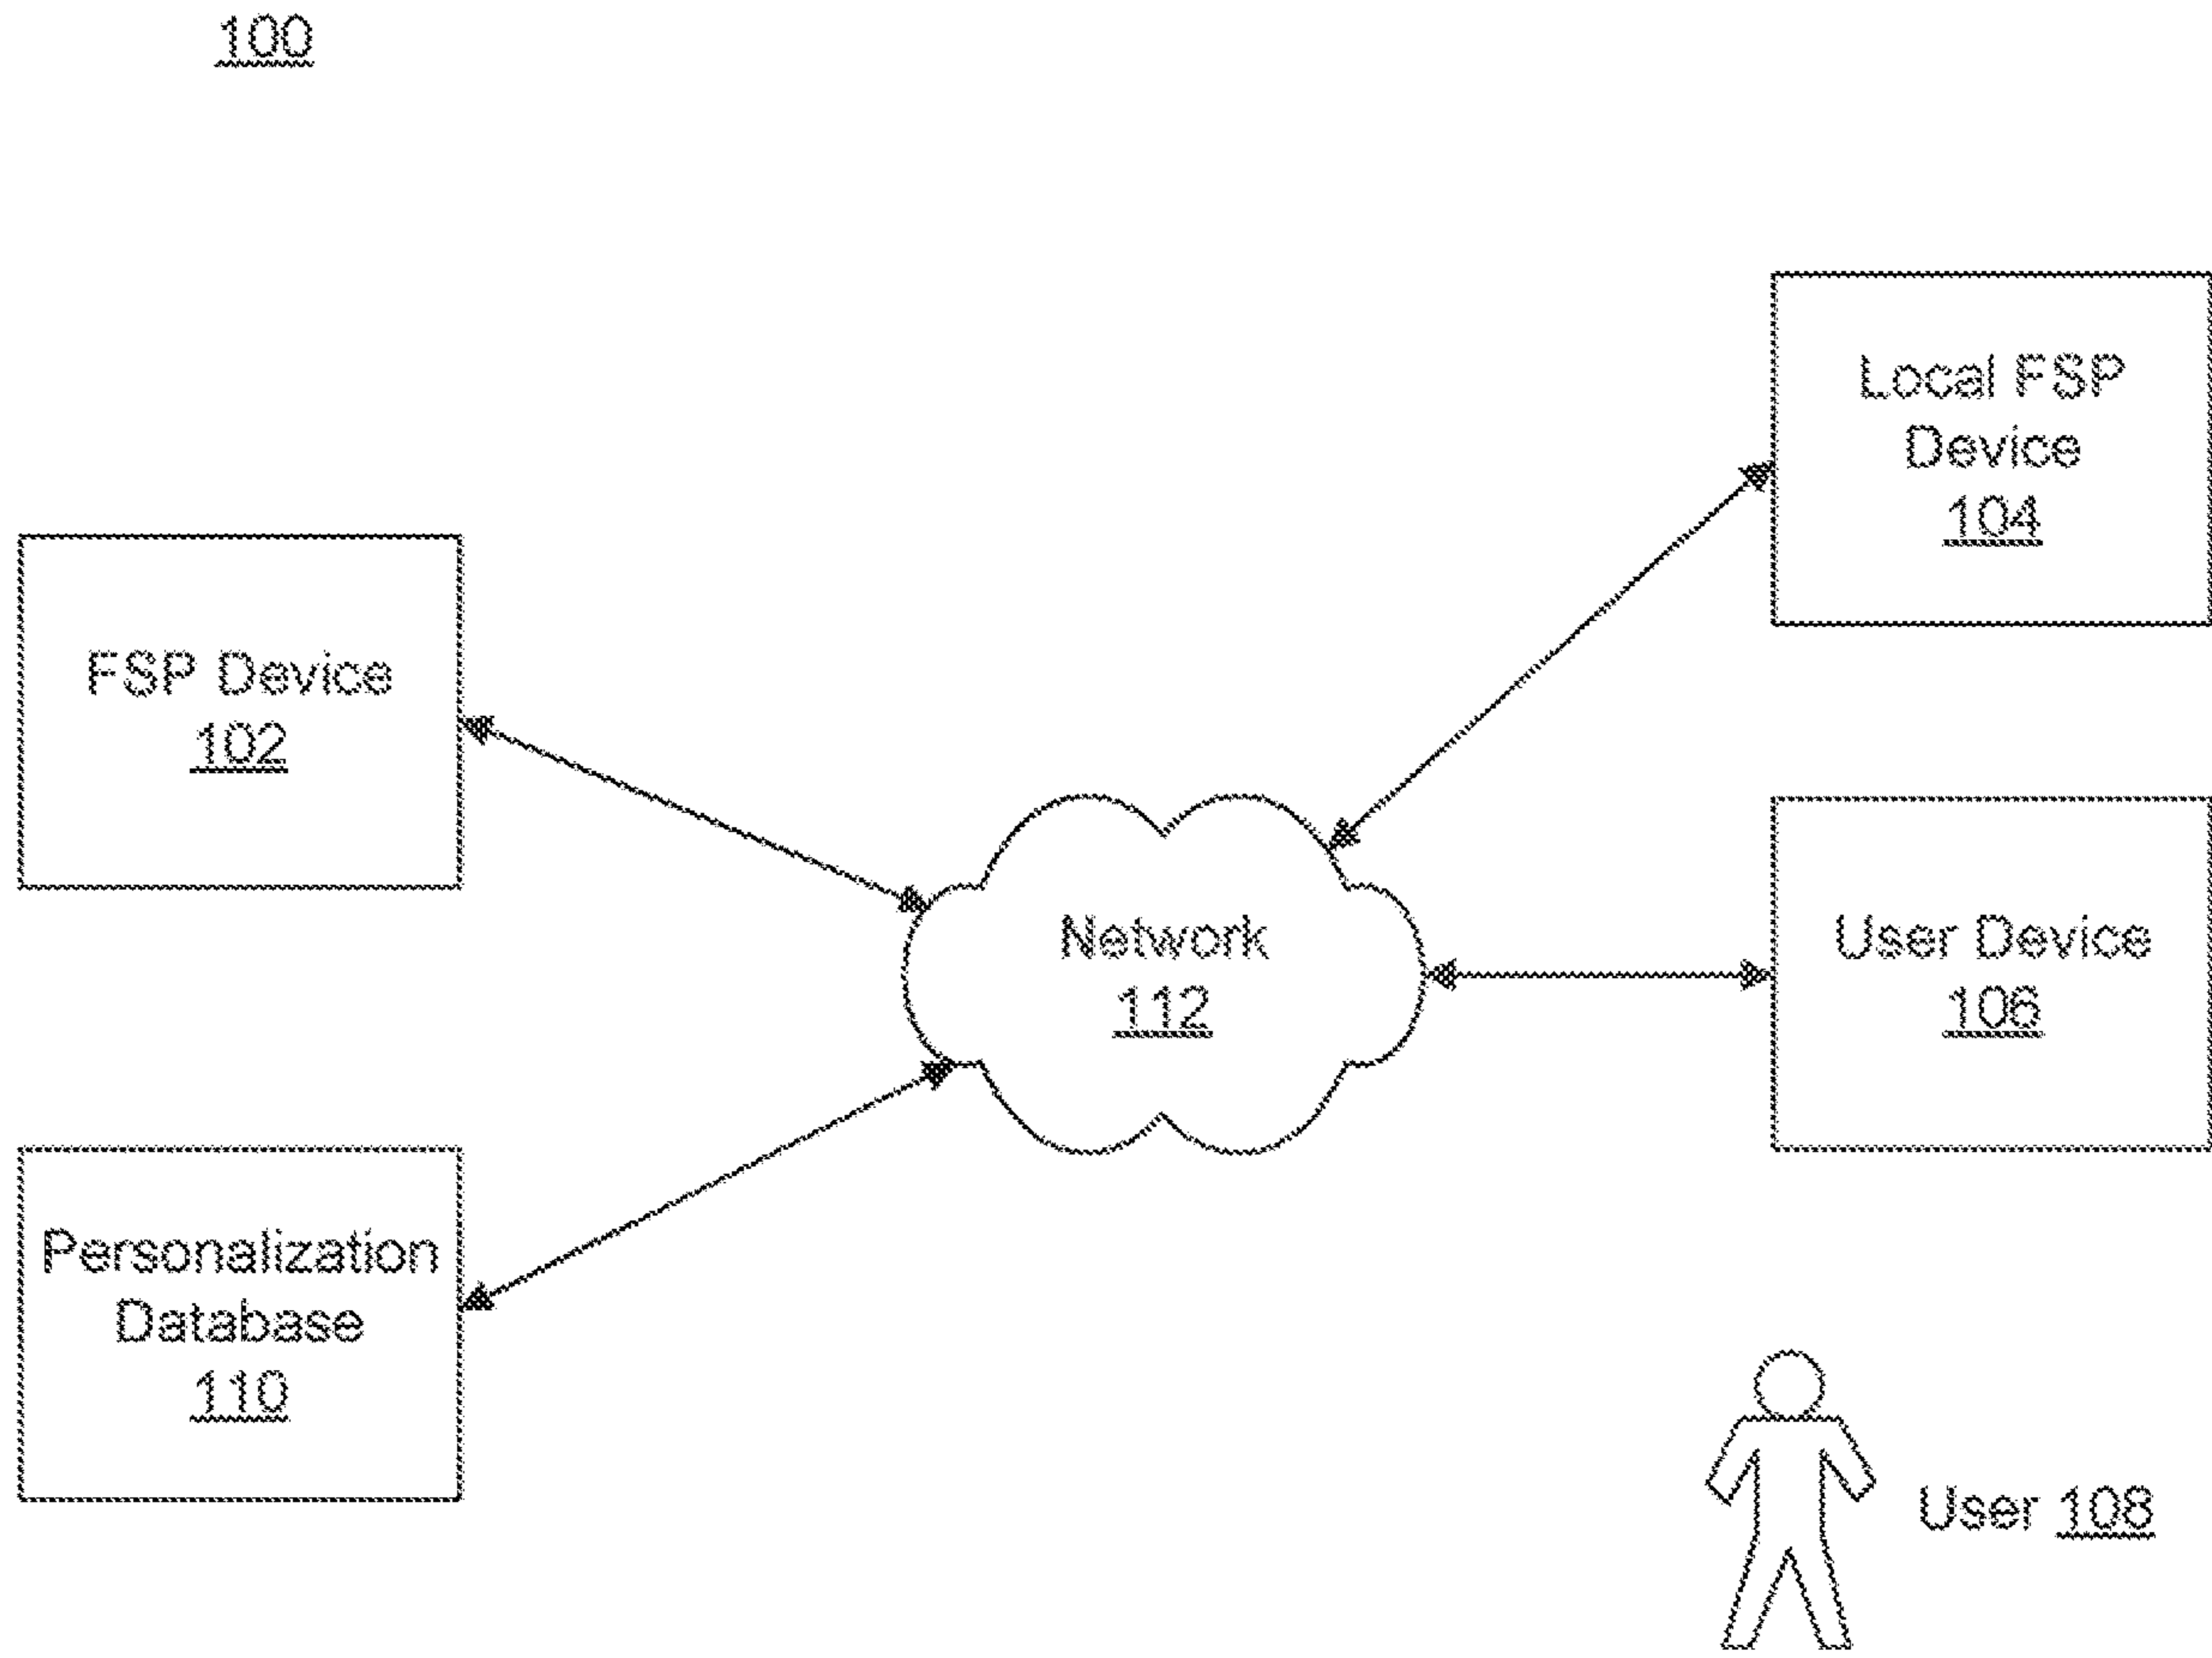 100
Local FSP
Device
104
FSP Device
102
Network
112
User Device
106
Personalization
Database
110
User 108